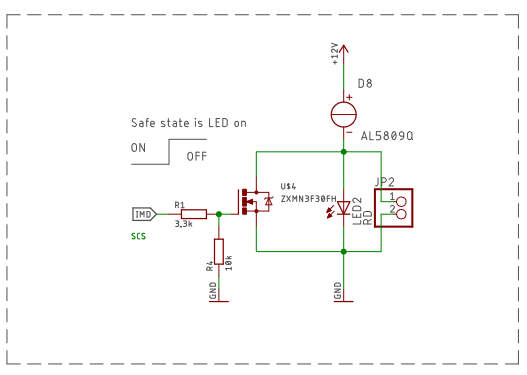 +12V
D8
+
-
AL5809Q
Safe state is LED on
ON
OFF
JP2
1
2
U$4
ZXMN3F30FH
LED2
RD
R1
IMD
3,3k
SCS
R4
10k
GND
GND